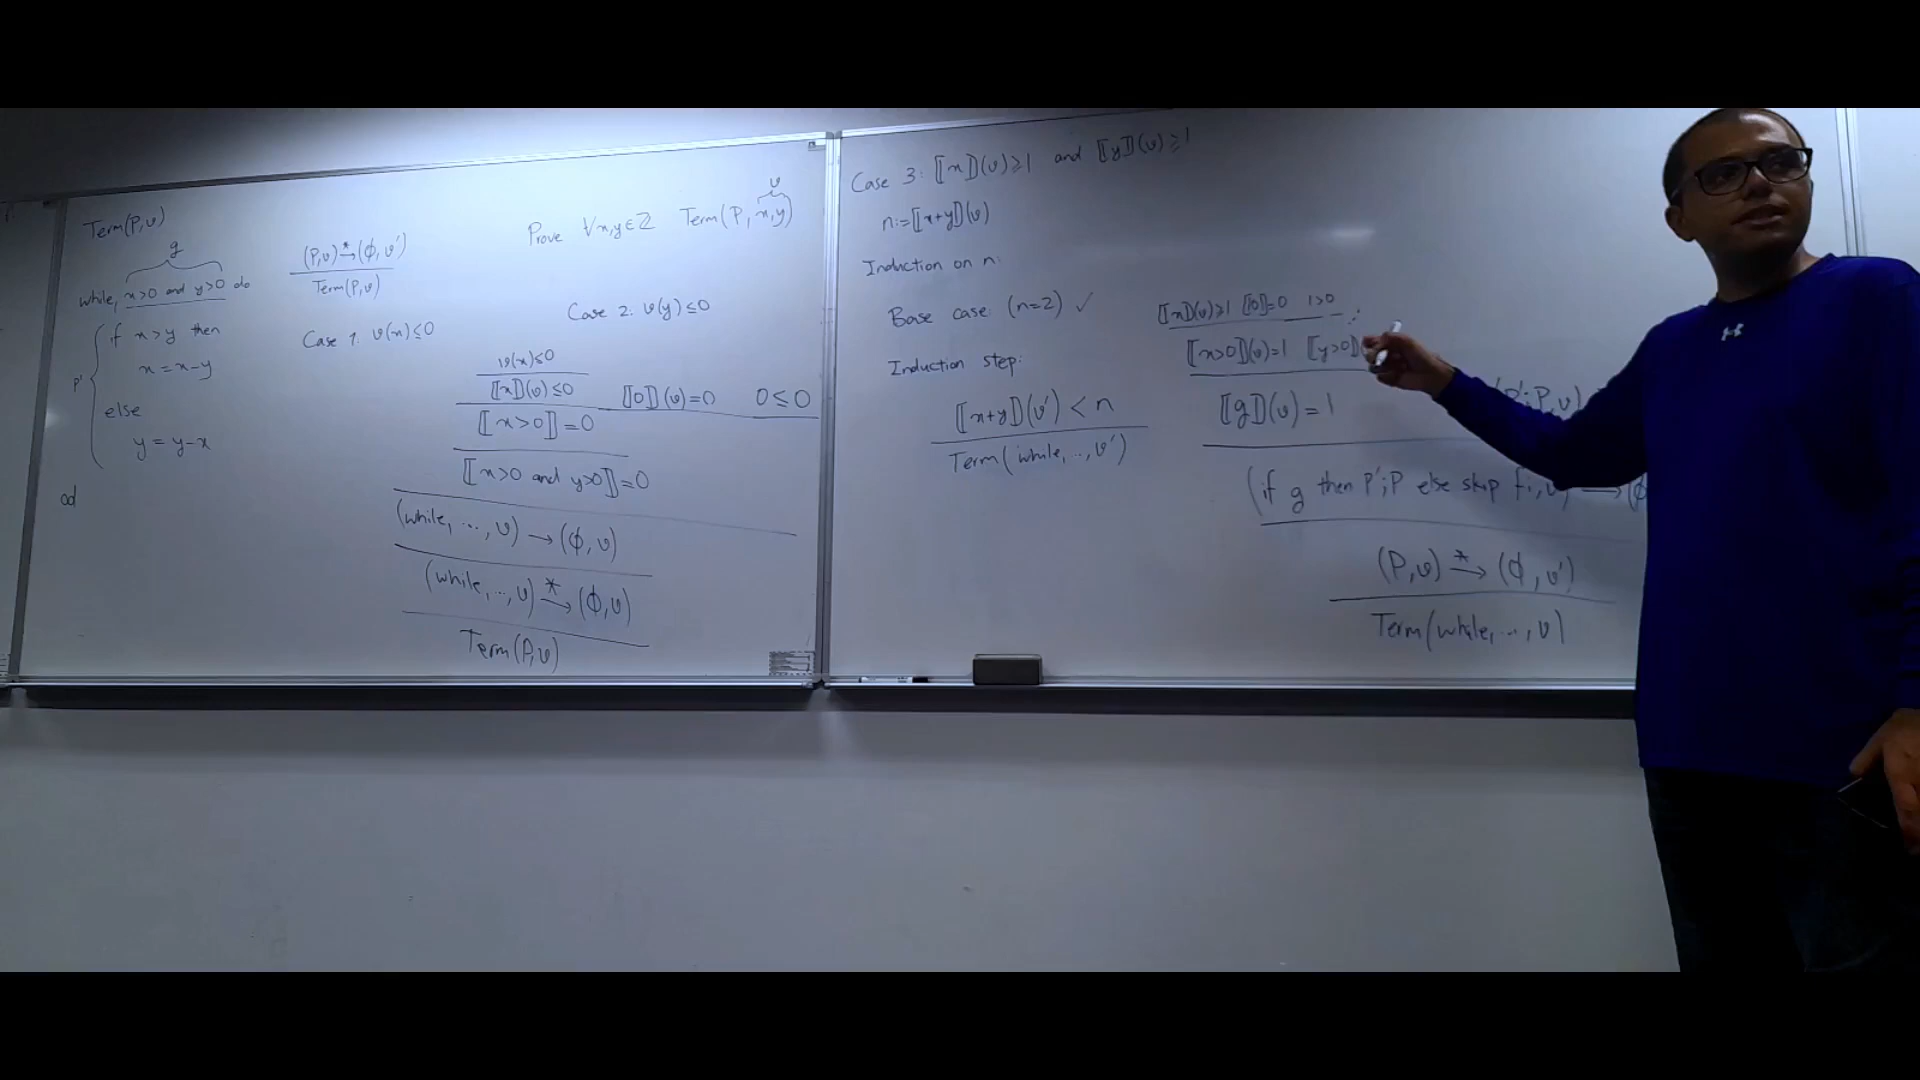 Term(P,v)
g
while, x>0 and y>0 do
P'
if x>y then
x = x-y
else
y = y-x
od
(P,v) →* (ϕ,v')
Term(P,v)
Prove ∀x,y∈ℤ Term(P, x,y)
v
Case 1. v(x)≤0
Case 2. v(y)≤0
v(x)≤0
⟦x⟧(v)≤0 ⟦0⟧(v)=0 0≤0
⟦x>0⟧=0
⟦x>0 and y>0⟧=0
(while, ..., v) → (ϕ,v)
(while, .., v) →* (ϕ,v)
Term(P,v)
Case 3: ⟦x⟧(v)≥1 and ⟦y⟧(v)≥1
n:=⟦x+y⟧(v)
Induction on n:
Base case: (n=2) ✓
Induction step:
⟦x+y⟧(v') < n
Term(while, .., v')
⟦x⟧(v)≥1 ⟦0⟧=0 1>0
⟦x>0⟧(v)=1 ⟦y>0⟧(
⟦g⟧(v)=1
P';P,v)
(if g then P';P else skip fi, v) → (ϕ
(P,v) →* (ϕ,v')
Term(while, ..., v)